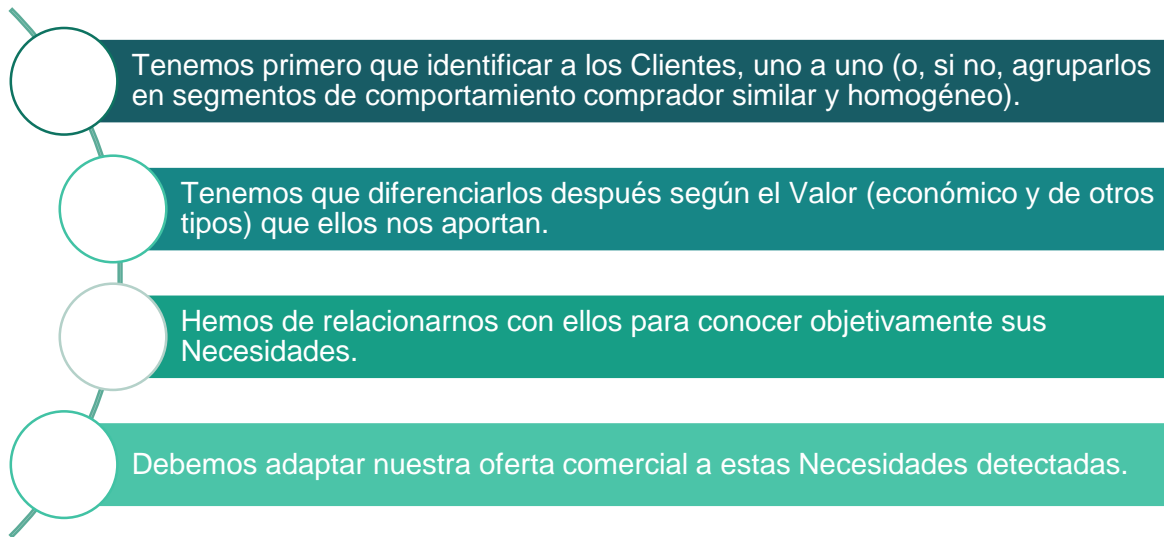 Tenemos primero que identificar a los Clientes, uno a uno (o, si no, agruparlos
en segmentos de comportamiento comprador similar y homogéneo).
Tenemos que diferenciarlos después según el Valor (económico y de otros
tipos) que ellos nos aportan.
Hemos de relacionarnos con ellos para conocer objetivamente sus
Necesidades.
Debemos adaptar nuestra oferta comercial a estas Necesidades detectadas.